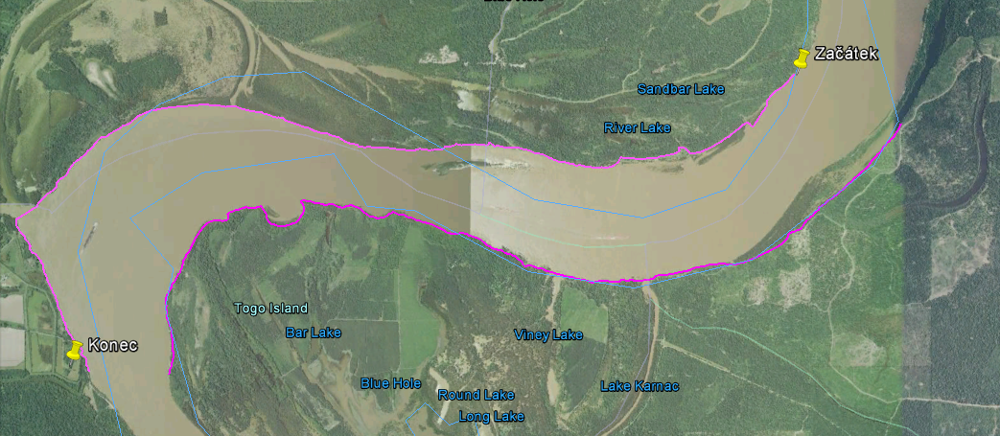 Začátek
Sandbar Lake
River Lake
Togo Island
Bar Lake
Viney Lake
Konec
Blue Hole
Round Lake
Lake Karnac
Long Lake